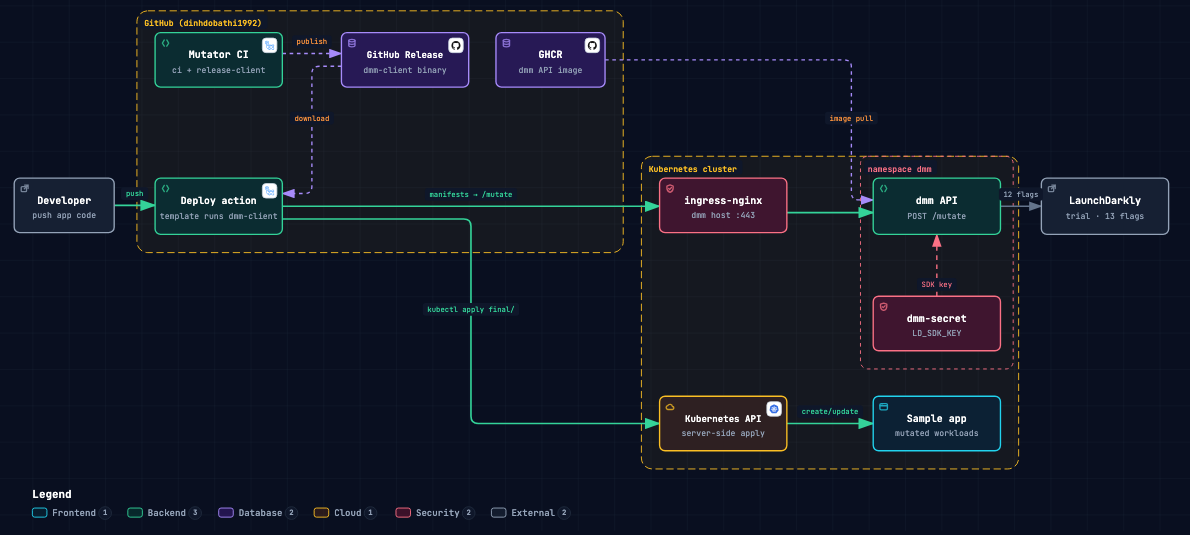 GitHub (dinhdobathi1992)
Mutator CI
ci + release-client
publish
GitHub Release
dmm-client binary
GHCR
dmm API image
download
image pull
Kubernetes cluster
namespace dmm
Developer
push app code
push
Deploy action
template runs dmm-client
manifests → /mutate
ingress-nginx
dmm host :443
dmm API
POST /mutate
12 flags
LaunchDarkly
trial · 13 flags
SDK key
kubectl apply final/
dmm-secret
LD_SDK_KEY
Kubernetes API
server-side apply
create/update
Sample app
mutated workloads
Legend
Frontend 1
Backend 3
Database 2
Cloud 1
Security 2
External 2